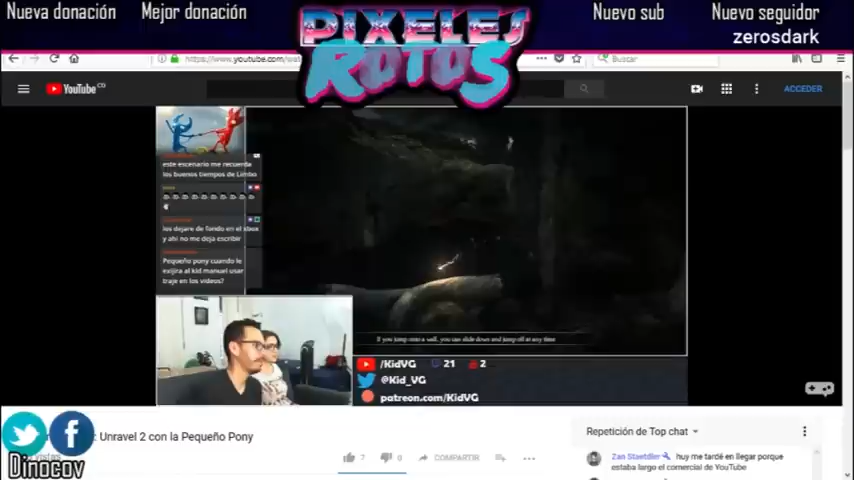 Nueva donación
Mejor donación
PIXELES
ROTOS
Nuevo sub
Nuevo seguidor
zerosdark
https://www.youtube.com/wat
Buscar
YouTube CO
ACCEDER
este escenario me recuerda
los buenos tiempos de Limbo
los dejare de fondo en el xbox
y ahi no me deja escribir
Pequeño pony cuando le
exijira al kid manuel usar
traje en los videos?
If you jump onto a wall, you can slide down and jump off at any time
/KidVG 21 2
@Kid_VG
patreon.com/KidVG
: Unravel 2 con la Pequeño Pony
vistas
7
0
COMPARTIR
Repetición de Top chat
Zan Staedtler huy me tardé en llegar porque
estaba largo el comercial de YouTube
Dinocov